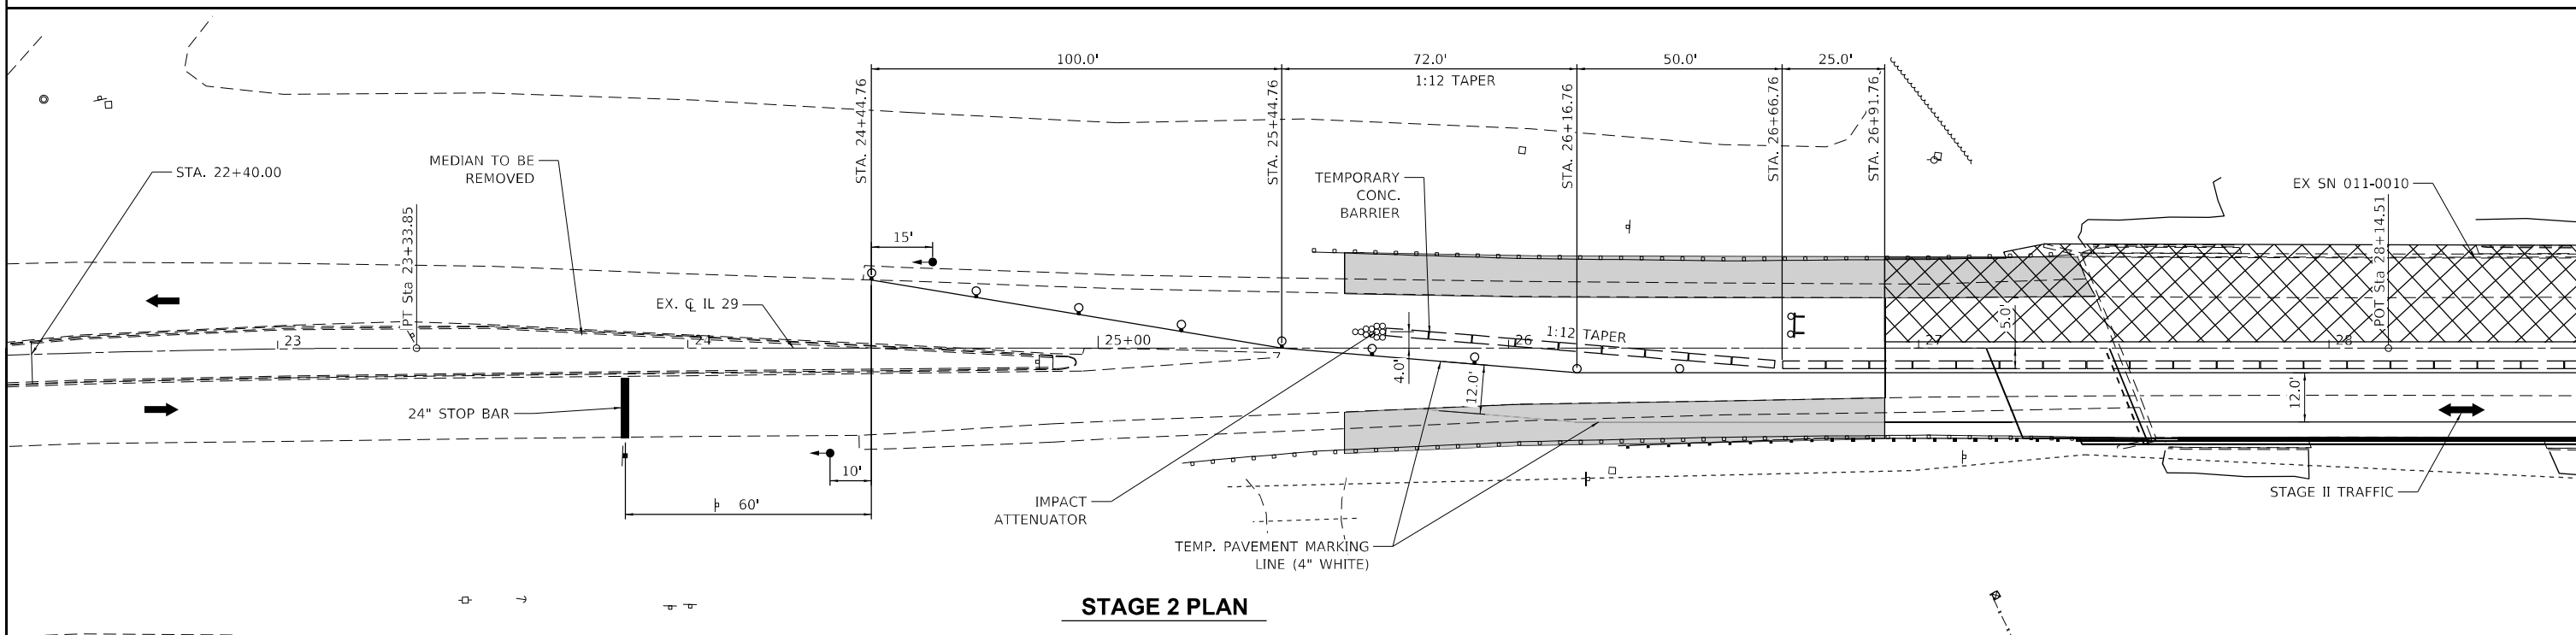 100.0'
72.0'
50.0'
25.0'
1:12 TAPER
STA. 24+44.76
STA. 25+44.76
STA. 26+16.76
STA. 26+66.76
STA. 26+91.76
STA. 22+40.00
MEDIAN TO BE
REMOVED
PT Sta 23+33.85
TEMPORARY
CONC.
BARRIER
EX SN 011-0010
POT Sta 28+14.51
15'
EX. ℄ IL 29
23
24
25+00
26
1:12 TAPER
27
28
5.0'
4.0'
12.0'
12.0'
24" STOP BAR
10'
60'
IMPACT
ATTENUATOR
STAGE II TRAFFIC
TEMP. PAVEMENT MARKING
LINE (4" WHITE)
STAGE 2 PLAN